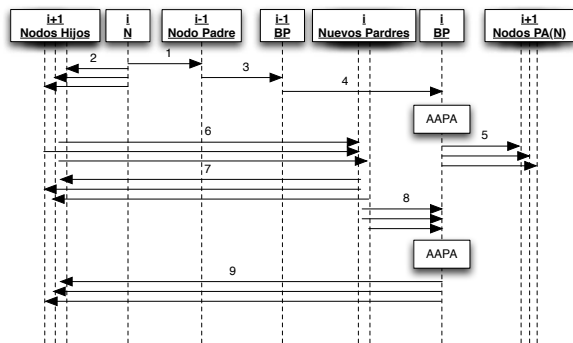 i+1
Nodos Hijos
i
N
i-1
Nodo Padre
i-1
BP
i
Nuevos Pardres
i
BP
i+1
Nodos PA(N)
1
2
3
4
AAPA
5
6
7
8
AAPA
9